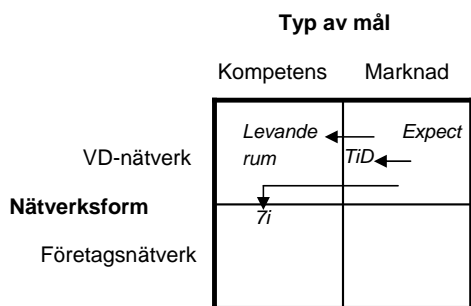 Typ av mål
Kompetens Marknad
Levande Expect
VD-nätverk rum TiD
Nätverksform
7i
Företagsnätverk